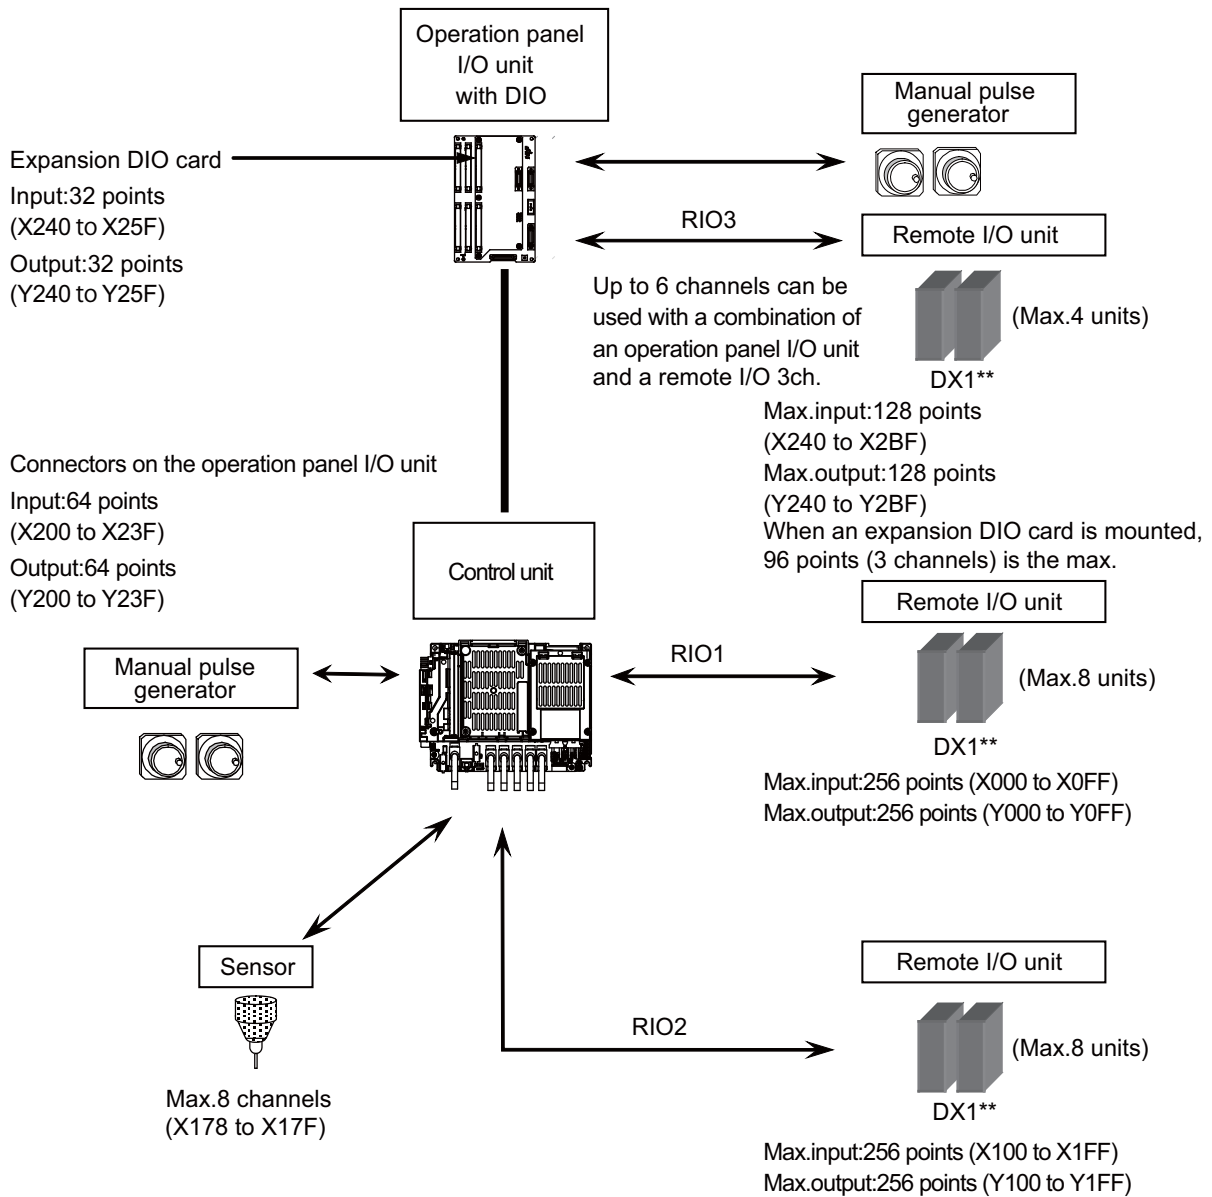 Operation panel
I/O unit
with DIO
Manual pulse
generator
Expansion DIO card
Input:32 points
(X240 to X25F)
Output:32 points
(Y240 to Y25F)
RIO3
Remote I/O unit
Up to 6 channels can be
used with a combination of
an operation panel I/O unit
and a remote I/O 3ch.
(Max.4 units)
DX1**
Max.input:128 points
(X240 to X2BF)
Max.output:128 points
(Y240 to Y2BF)
When an expansion DIO card is mounted,
96 points (3 channels) is the max.
Connectors on the operation panel I/O unit
Input:64 points
(X200 to X23F)
Output:64 points
(Y200 to Y23F)
Control unit
Remote I/O unit
Manual pulse
generator
RIO1
(Max.8 units)
DX1**
Max.input:256 points (X000 to X0FF)
Max.output:256 points (Y000 to Y0FF)
Sensor
Max.8 channels
(X178 to X17F)
RIO2
Remote I/O unit
(Max.8 units)
DX1**
Max.input:256 points (X100 to X1FF)
Max.output:256 points (Y100 to Y1FF)